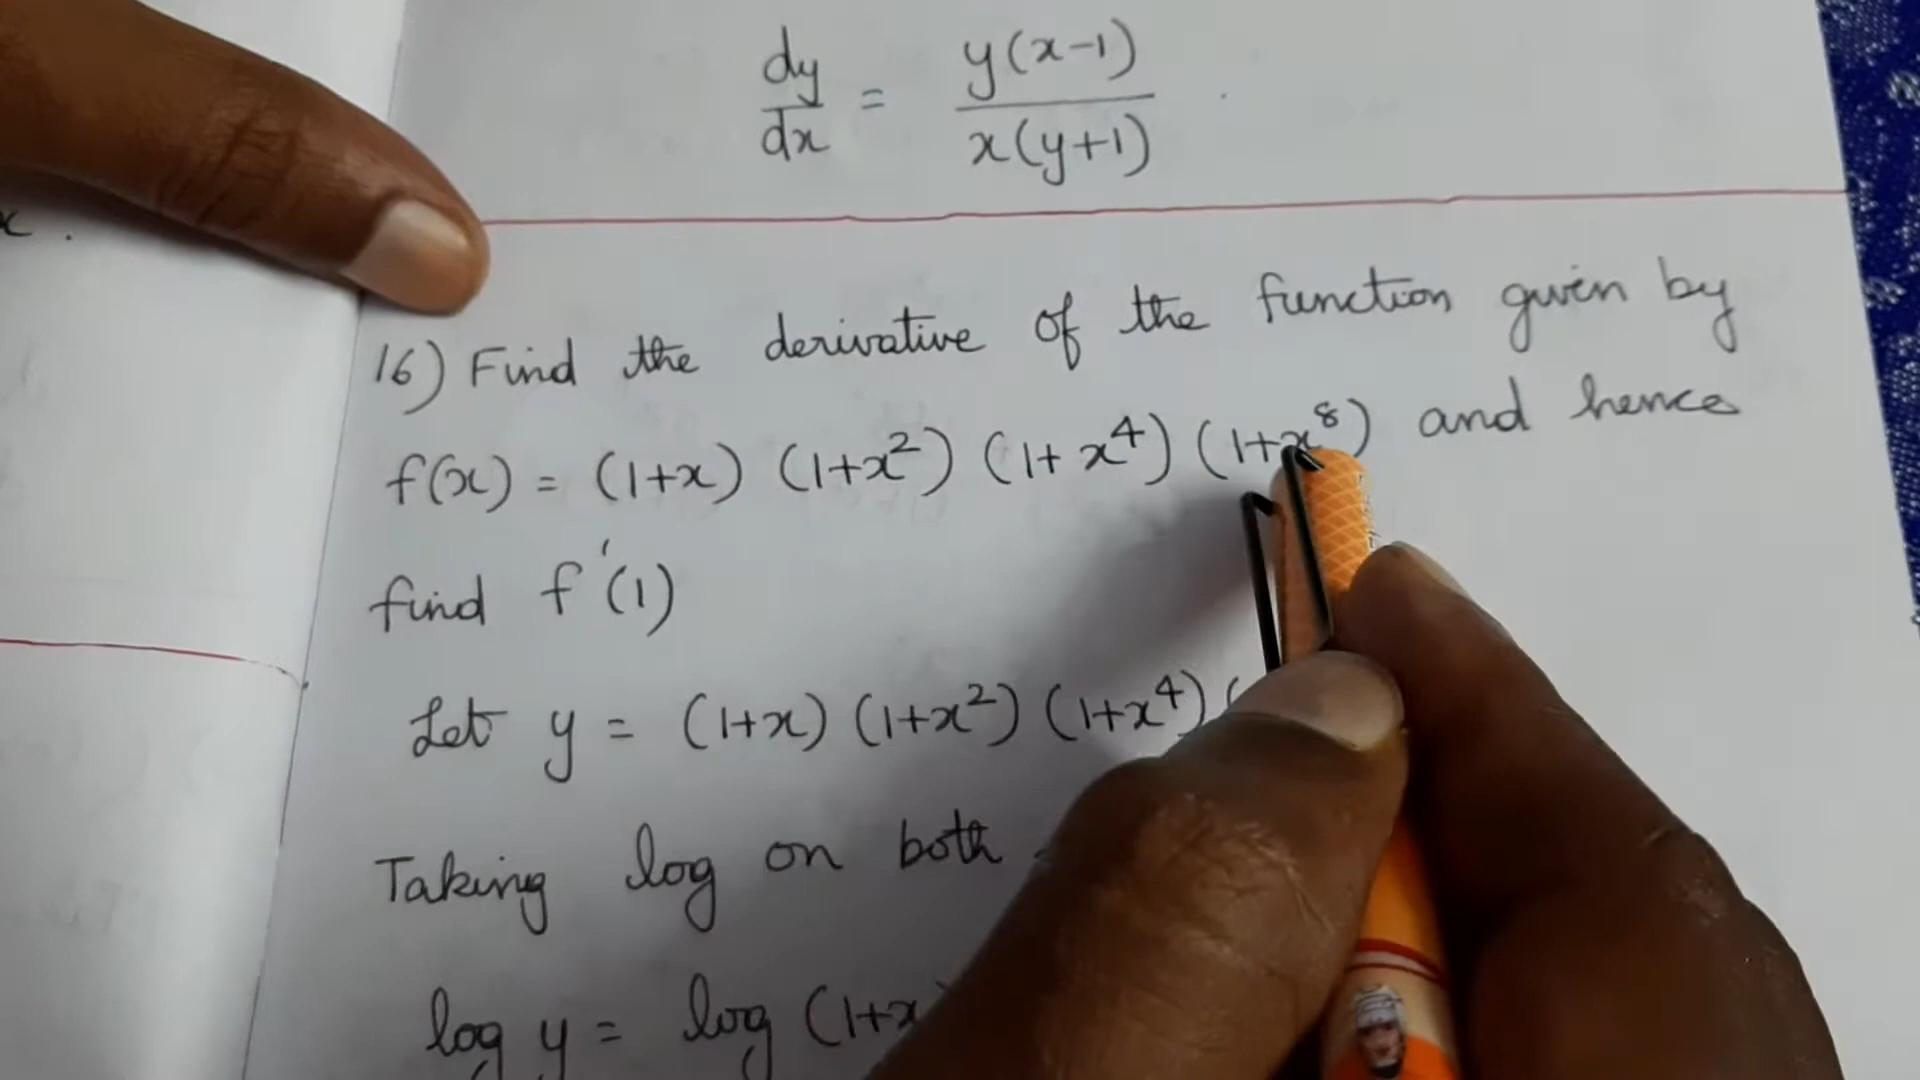 dy/dx = y(x-1)/x(y+1) .
x .
16) Find the derivative of the function given by
f(x) = (1+x) (1+x²) (1+x⁴) (1+x⁸) and hence
find f'(1)
Let y = (1+x) (1+x²) (1+x⁴) (
Taking log on both
log y = log (1+x